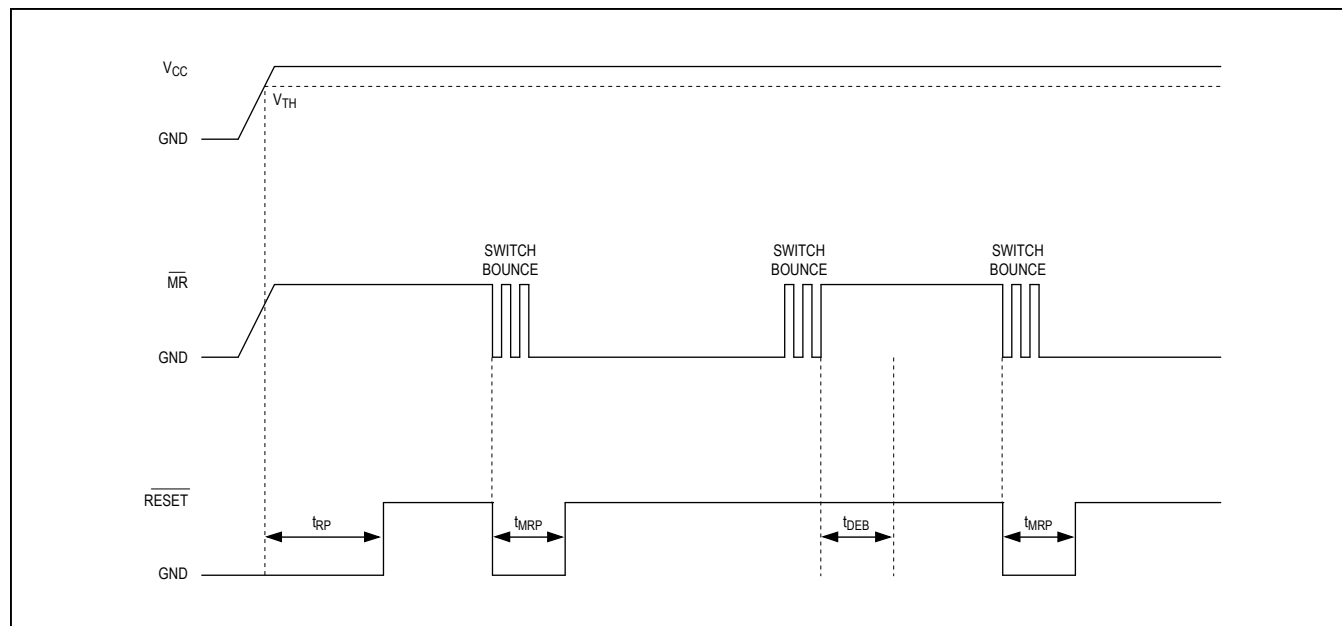 VCC
VTH
GND
SWITCH BOUNCE
SWITCH BOUNCE
SWITCH BOUNCE
MR
GND
RESET
tRP
tMRP
tDEB
tMRP
GND